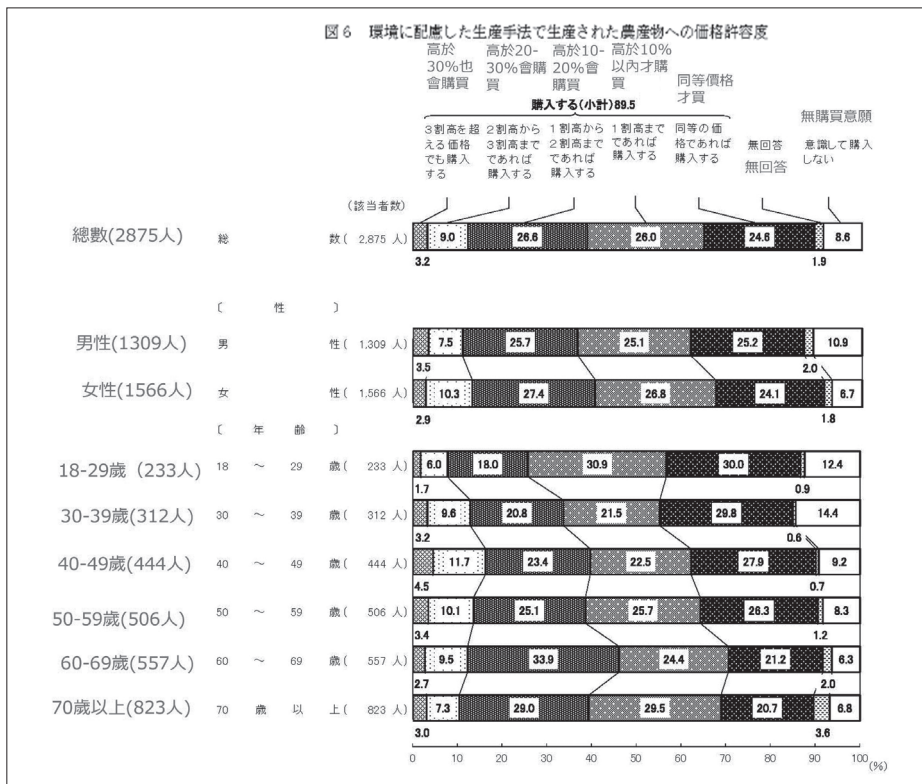 図6 環境に配慮した生産手法で生産された農産物への価格許容度
高於30%也會購買
高於20-30%會購買
高於10-20%會購買
高於10%以內才購買
同等價格才買
購入する(小計)89.5
無購買意願
3割高を超える価格でも購入する
2割高から3割高まであれば購入する
1割高から2割高まであれば購入する
1割高まであれば購入する
同等の価格であれば購入する
無回答
無回答
意識して購入しない
(該当者数)
總數(2875人) 総 数( 2,875 人) 9.0 26.6 26.0 24.6 8.6
3.2 1.9
〔 性 〕
男性(1309人) 男 性( 1,309 人) 7.5 25.7 25.1 25.2 10.9
3.5 2.0
女性(1566人) 女 性( 1,566 人) 10.3 27.4 26.8 24.1 6.7
2.9 1.8
〔 年 齢 〕
18-29歲 (233人) 18 ～ 29 歳( 233 人) 6.0 18.0 30.9 30.0 12.4
1.7 0.9
30-39歲(312人) 30 ～ 39 歳( 312 人) 9.6 20.8 21.5 29.8 14.4
3.2 0.6
40-49歲(444人) 40 ～ 49 歳( 444 人) 11.7 23.4 22.5 27.9 9.2
4.5 0.7
50-59歲(506人) 50 ～ 59 歳( 506 人) 10.1 25.1 25.7 26.3 8.3
3.4 1.2
60-69歲(557人) 60 ～ 69 歳( 557 人) 9.5 33.9 24.4 21.2 6.3
2.7 2.0
70歲以上(823人) 70 歳 以 上( 823 人) 7.3 29.0 29.5 20.7 6.8
3.0 3.6
0 10 20 30 40 50 60 70 80 90 100
(%)